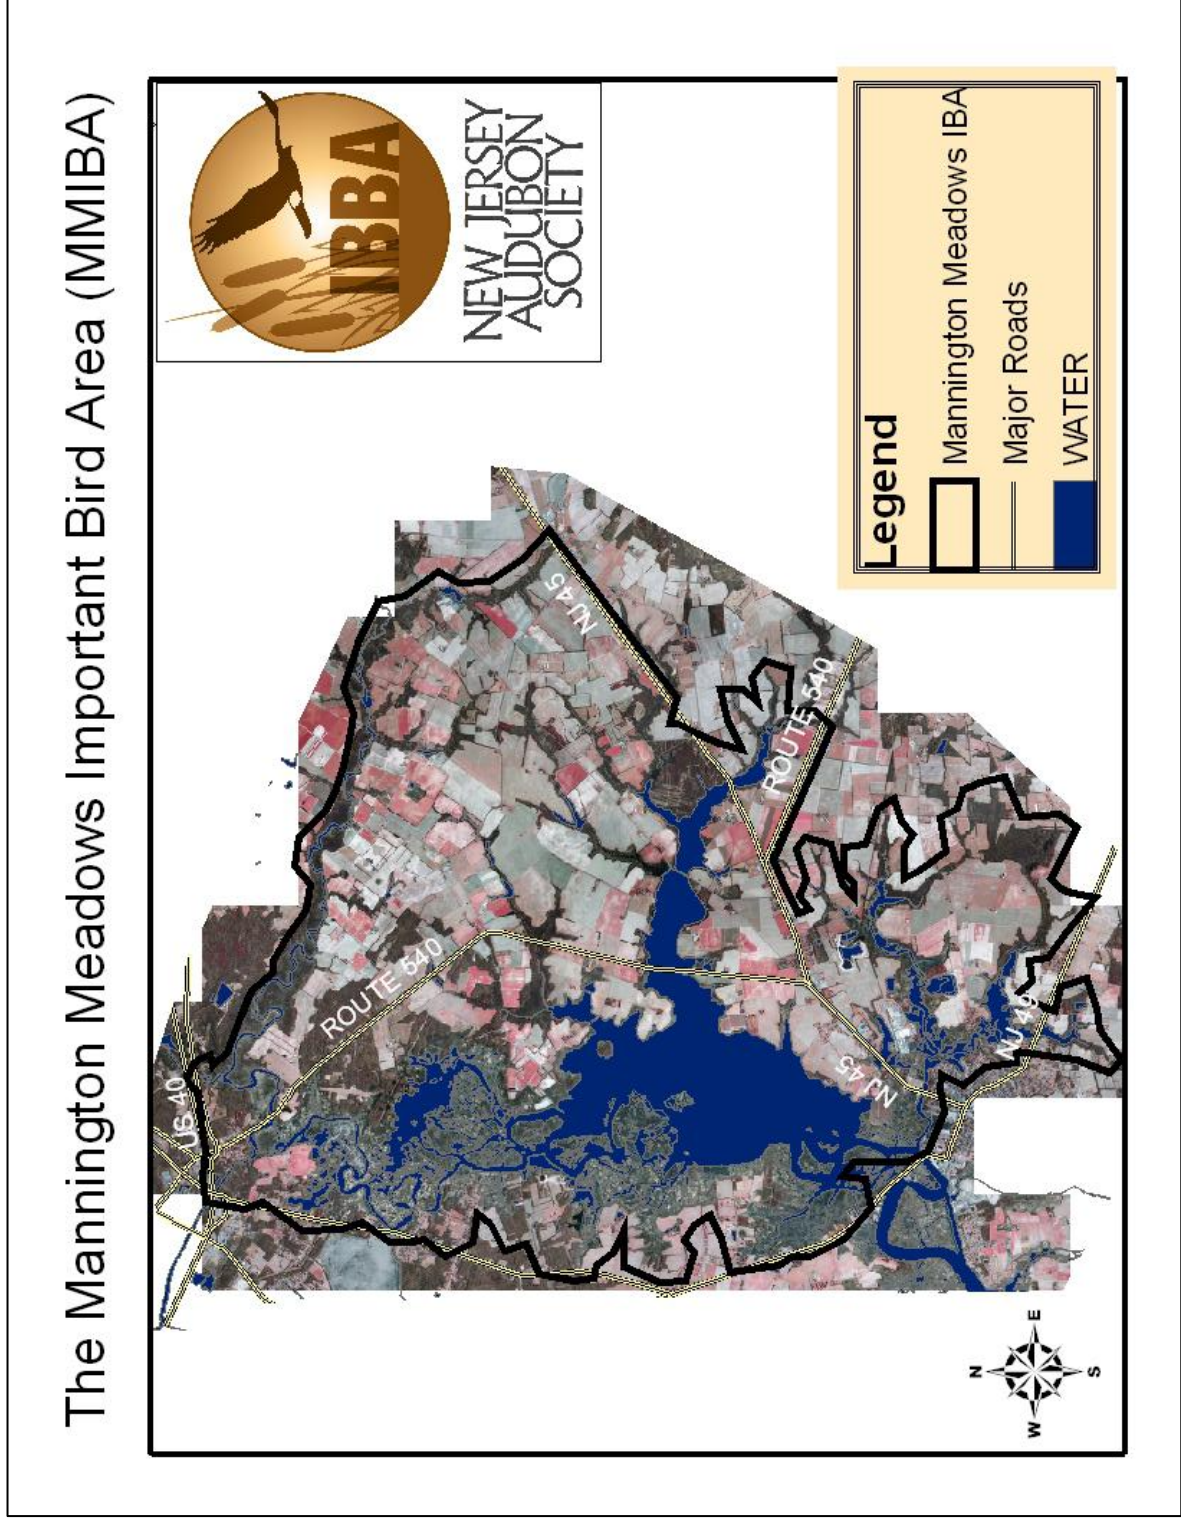 The Mannington Meadows Important Bird Area (MMIBA)
IBBA
NEW JERSEY
AUDUBON
SOCIETY
US 40
ROUTE 540
NJ 45
ROUTE 540
NJ 45
NJ 49
N
W
E
S
Legend
Mannington Meadows IBA
Major Roads
WATER